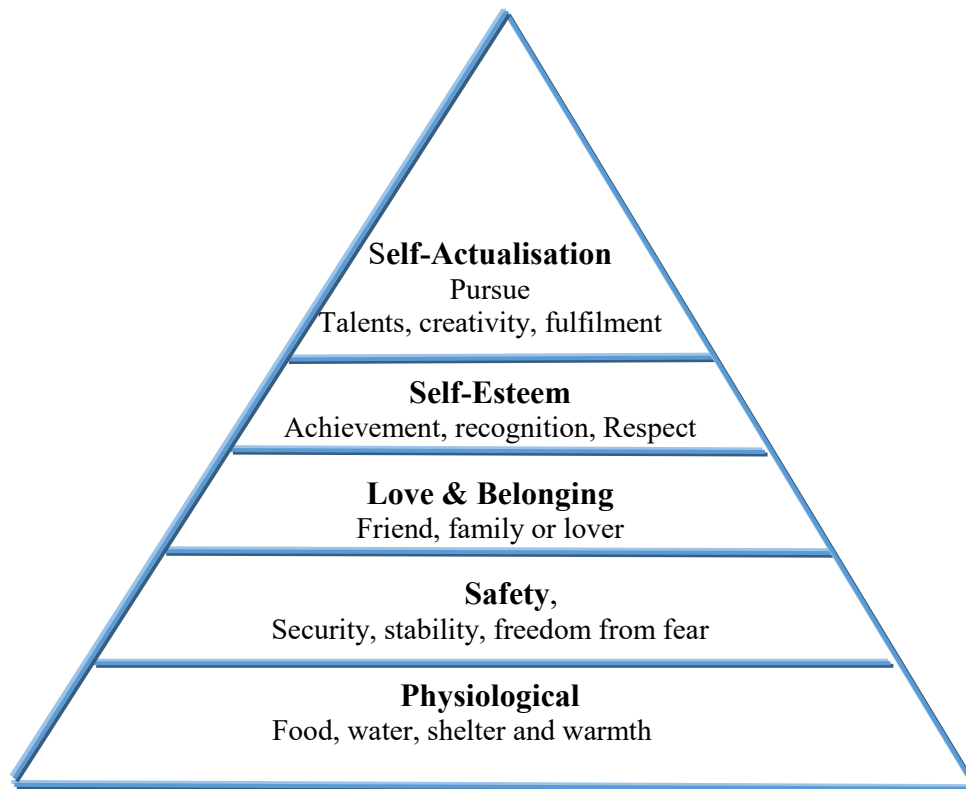 Self-Actualisation
Pursue
Talents, creativity, fulfilment
Self-Esteem
Achievement, recognition, Respect
Love & Belonging
Friend, family or lover
Safety,
Security, stability, freedom from fear
Physiological
Food, water, shelter and warmth